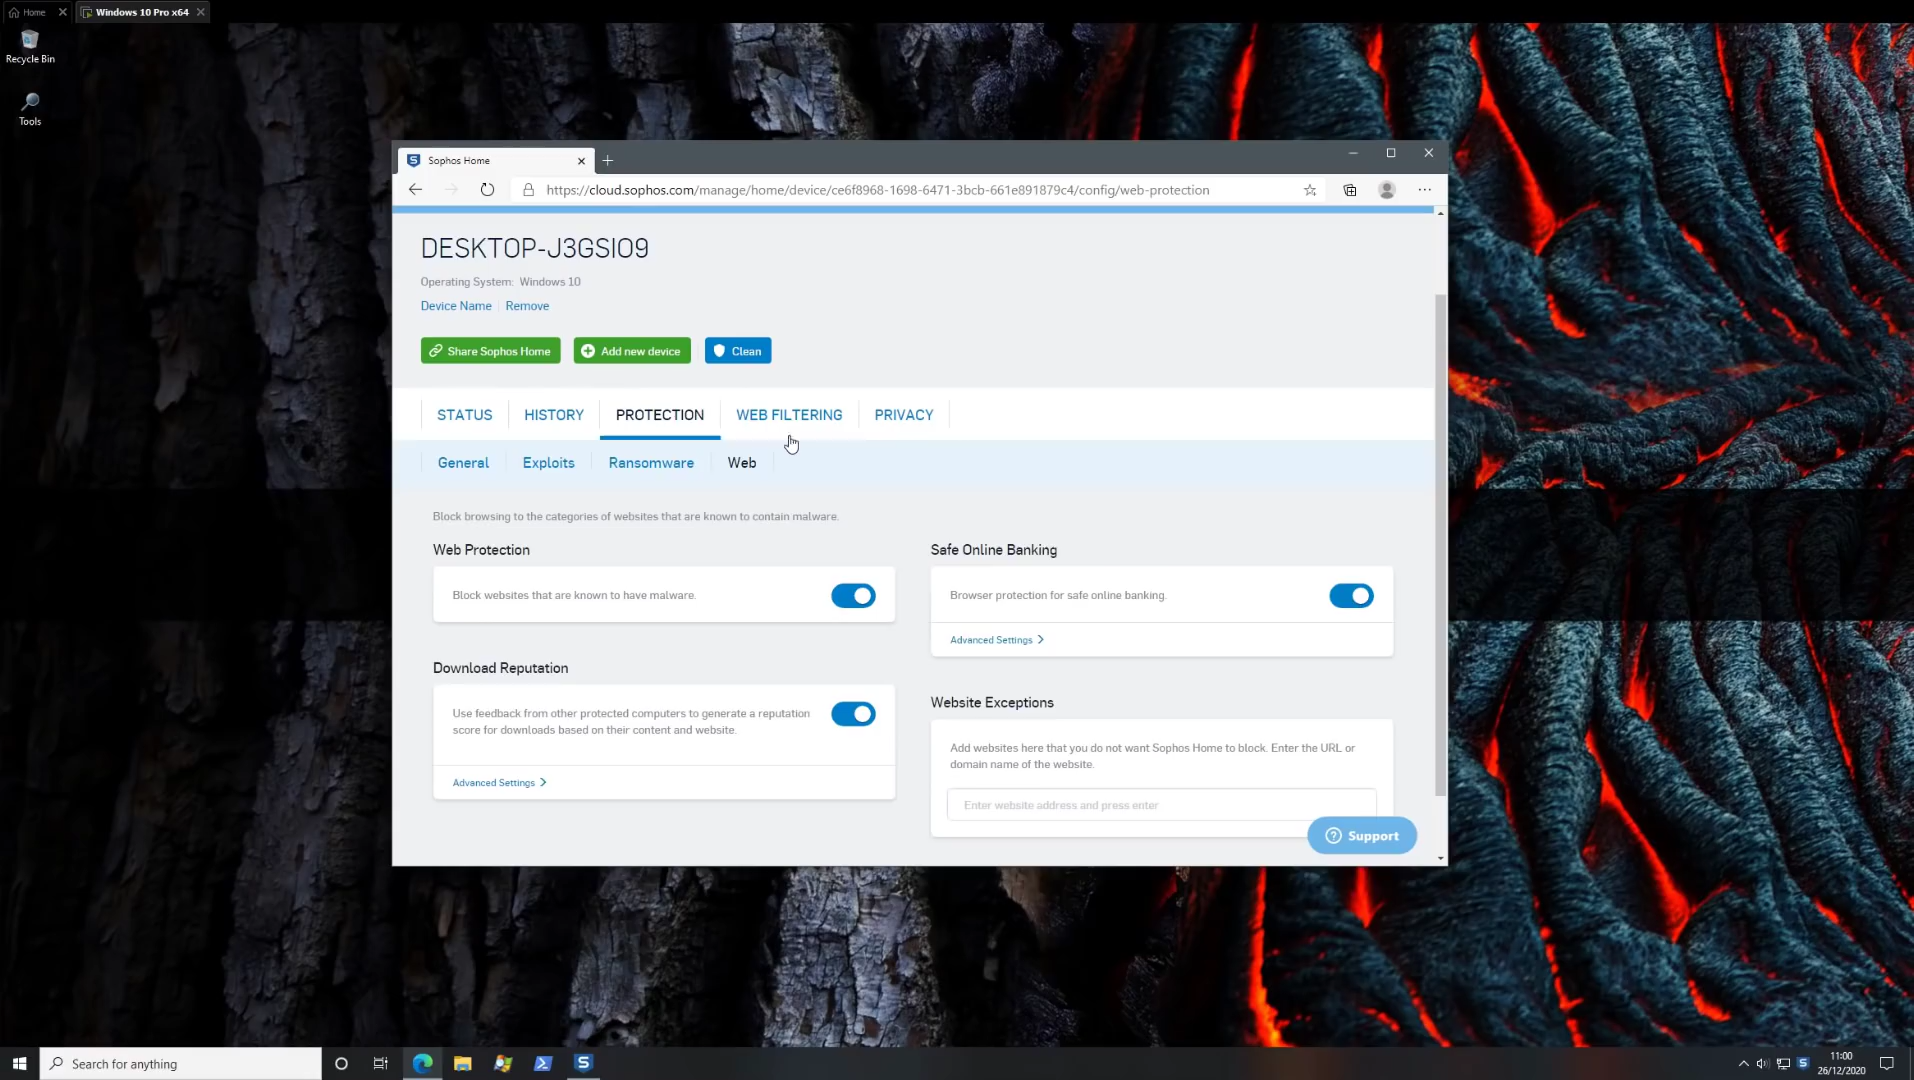 Home
Windows 10 Pro x64
Recycle Bin
Tools
Sophos Home
https://cloud.sophos.com/manage/home/device/ce6f8968-1698-6471-3bcb-661e891879c4/config/web-protection
DESKTOP-J3GSIO9
Operating System: Windows 10
Device Name
Remove
Share Sophos Home
Add new device
Clean
STATUS
HISTORY
PROTECTION
WEB FILTERING
PRIVACY
General
Exploits
Ransomware
Web
Block browsing to the categories of websites that are known to contain malware.
Web Protection
Block websites that are known to have malware.
Safe Online Banking
Browser protection for safe online banking.
Advanced Settings
Download Reputation
Use feedback from other protected computers to generate a reputation
score for downloads based on their content and website.
Advanced Settings
Website Exceptions
Add websites here that you do not want Sophos Home to block. Enter the URL or
domain name of the website.
Enter website address and press enter
Support
Search for anything
11:00
26/12/2020